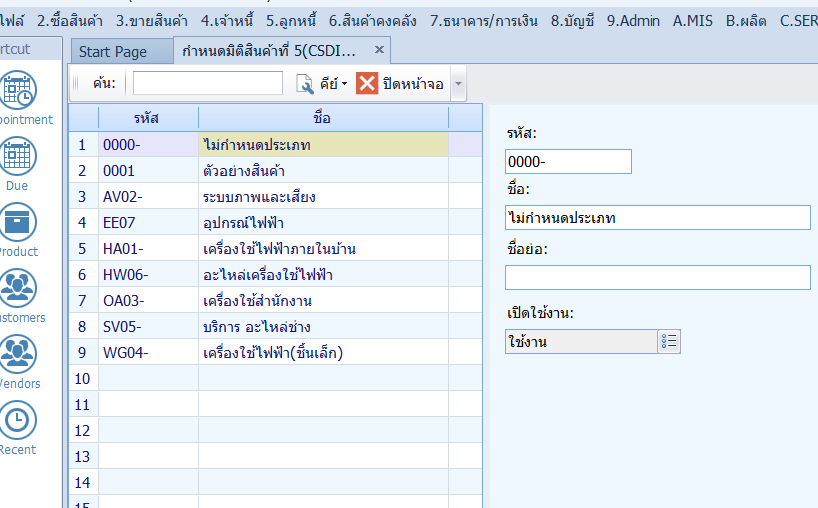 ไฟล์ 2.ซื้อสินค้า 3.ขายสินค้า 4.เจ้าหนี้ 5.ลูกหนี้ 6.สินค้าคงคลัง 7.ธนาคาร/การเงิน 8.บัญชี 9.Admin A.MIS B.ผลิต C.SER
rtcut
Start Page กำหนดมิติสินค้าที่ 5(CSDI...
ค้น: คีย์ ปิดหน้าจอ
pointment
Due
Product
ustomers
Vendors
Recent
รหัส ชื่อ
1 0000- ไม่กำหนดประเภท
2 0001 ตัวอย่างสินค้า
3 AV02- ระบบภาพและเสียง
4 EE07 อุปกรณ์ไฟฟ้า
5 HA01- เครื่องใช้ไฟฟ้าภายในบ้าน
6 HW06- อะไหล่เครื่องใช้ไฟฟ้า
7 OA03- เครื่องใช้สำนักงาน
8 SV05- บริการ อะไหล่ช่าง
9 WG04- เครื่องใช้ไฟฟ้า(ชิ้นเล็ก)
10
11
12
13
14
15
รหัส:
0000-
ชื่อ:
ไม่กำหนดประเภท
ชื่อย่อ:
เปิดใช้งาน:
ใช้งาน